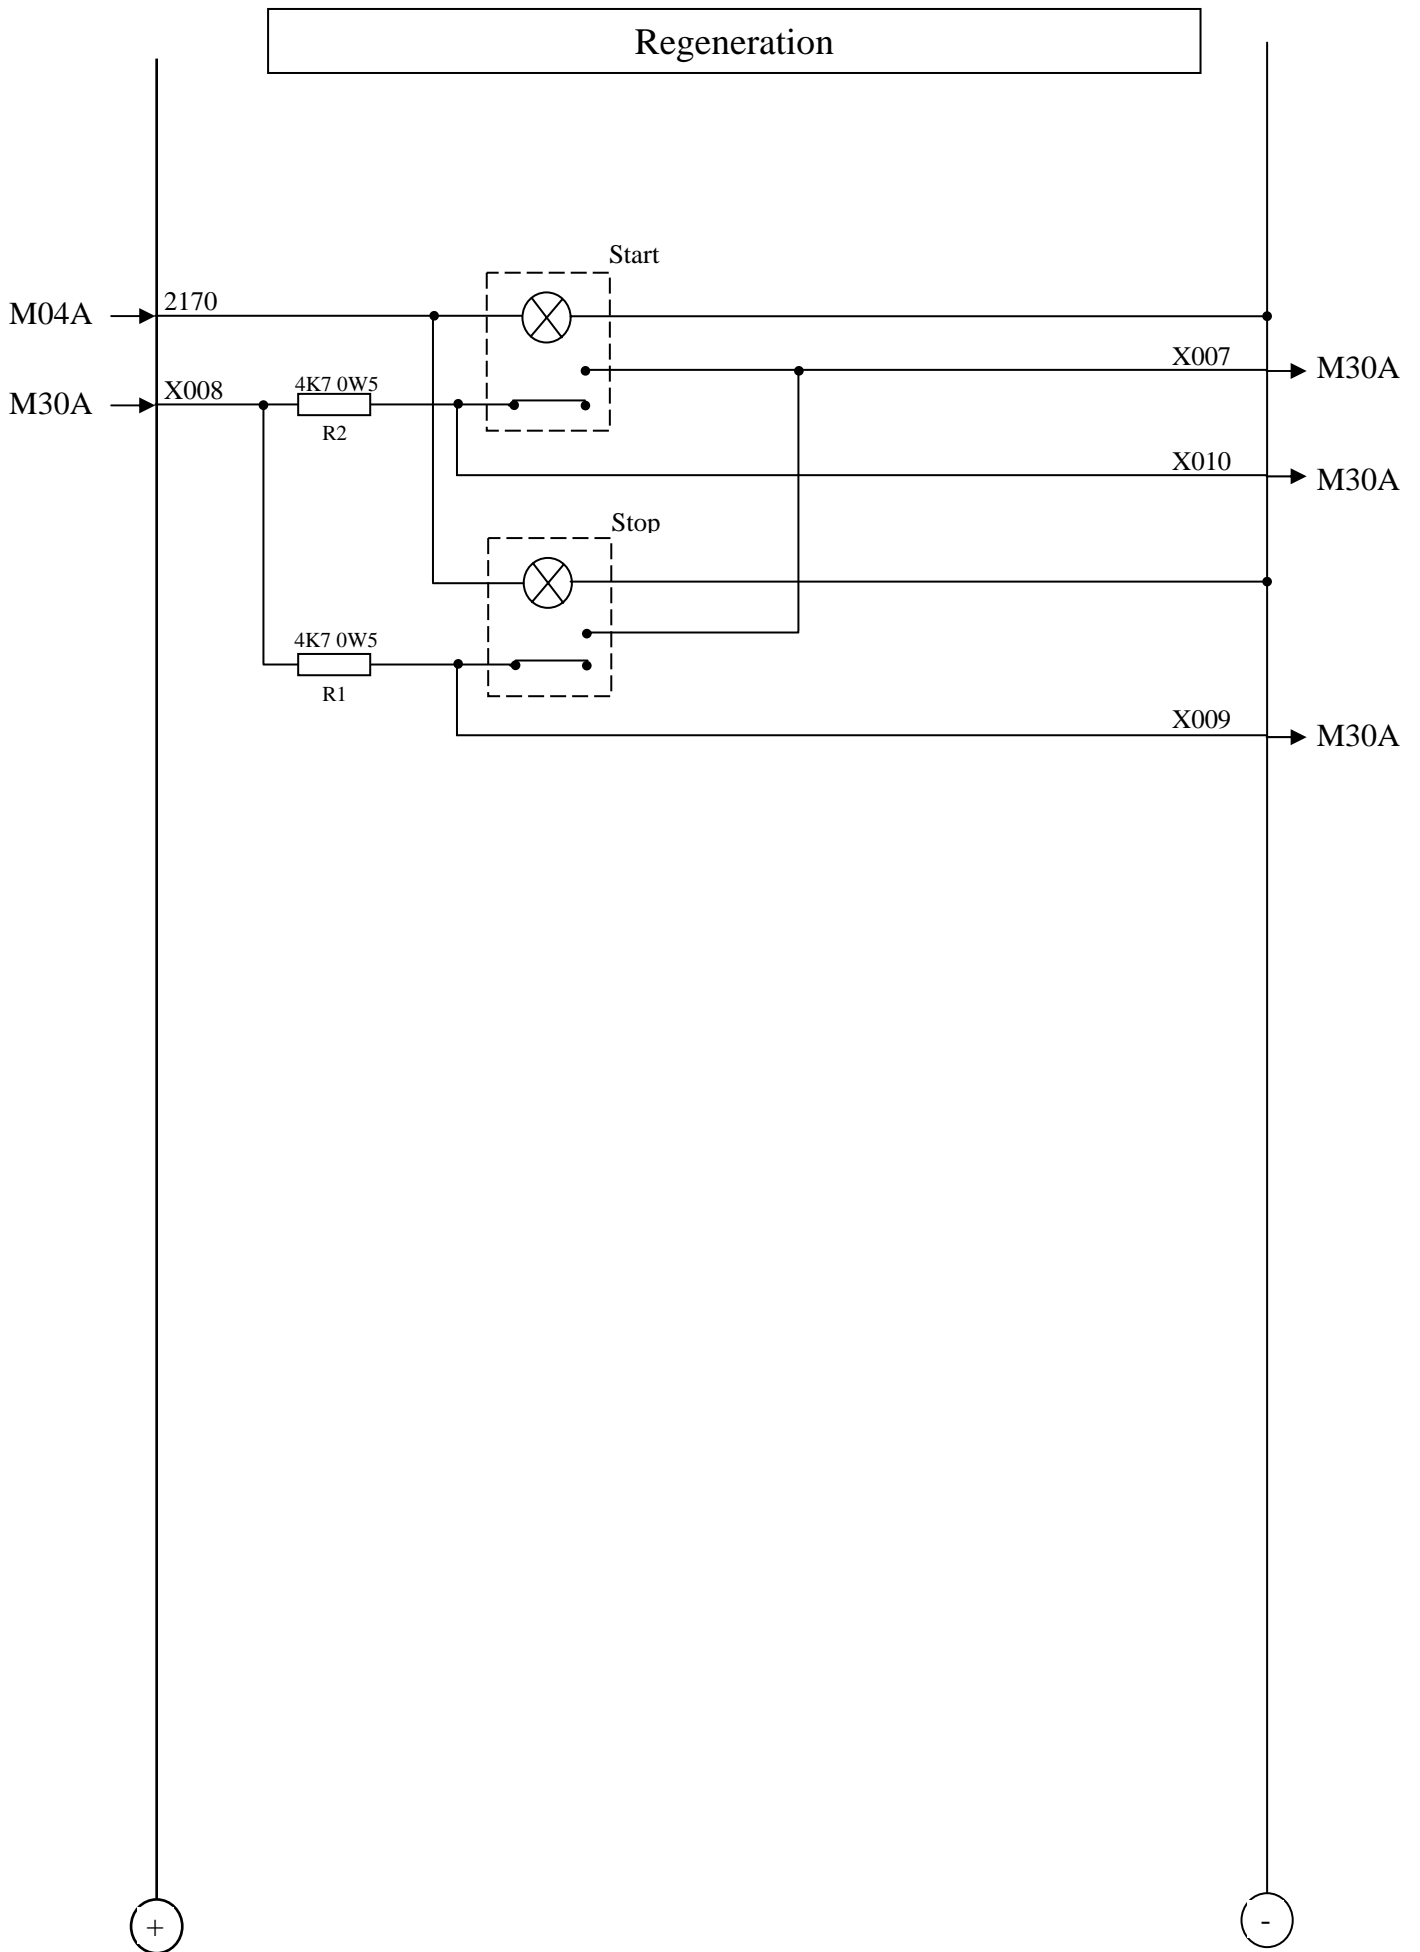 Regeneration
Start
M04A
2170
X007
M30A
M30A
X008
4K7 0W5
R2
X010
M30A
Stop
4K7 0W5
R1
X009
M30A
+
-